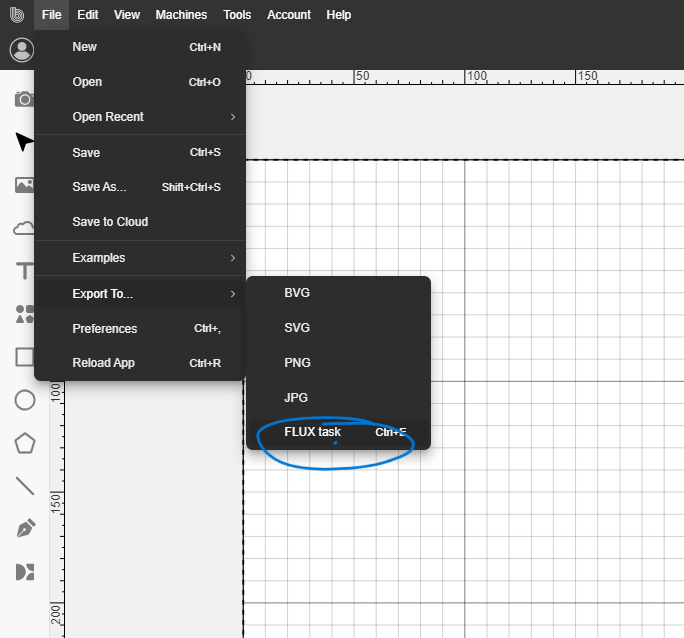 File Edit View Machines Tools Account Help
New Ctrl+N
Open Ctrl+O
Open Recent
Save Ctrl+S
Save As... Shift+Ctrl+S
Save to Cloud
Examples
Export To...
Preferences Ctrl+,
Reload App Ctrl+R
BVG
SVG
PNG
JPG
FLUX task Ctrl+E
0 50 100 150
100
150
200